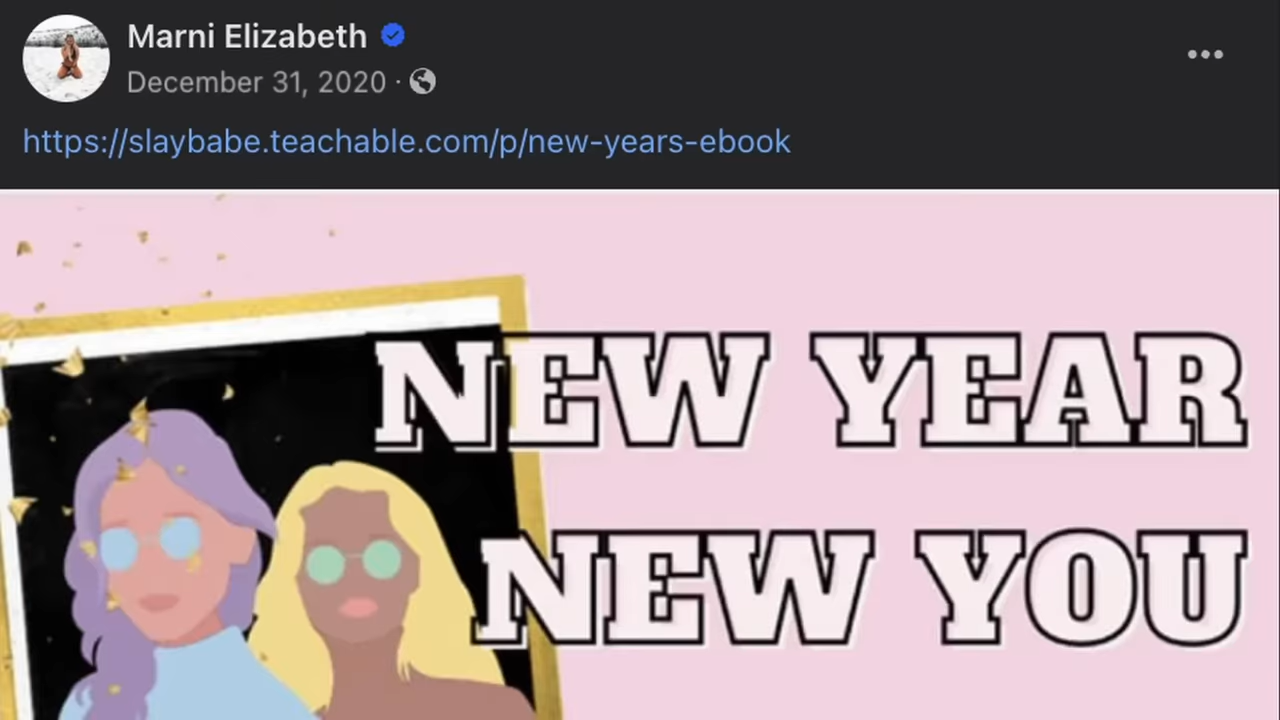 Marni Elizabeth
December 31, 2020 ·
https://slaybabe.teachable.com/p/new-years-ebook
NEW YEAR
NEW YOU